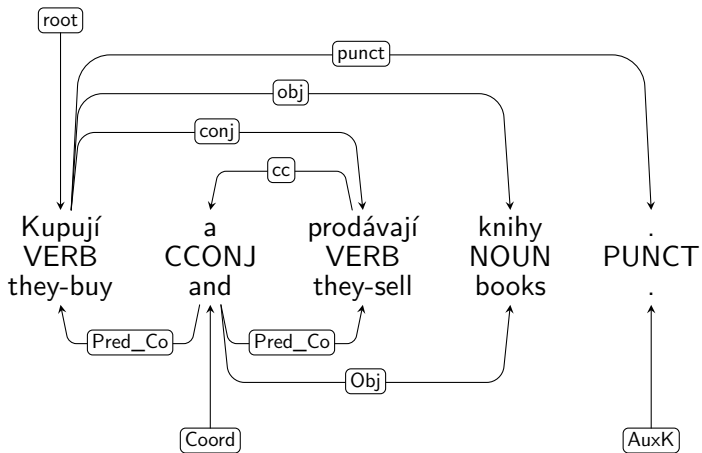 root
punct
obj
conj
cc
Kupují a prodávají knihy .
VERB CCONJ VERB NOUN PUNCT
they-buy and they-sell books .
Pred_Co Pred_Co
Obj
Coord AuxK